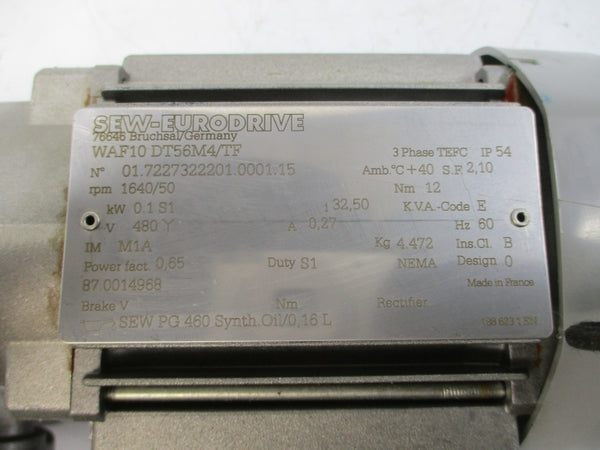 SEW-EURODRIVE
76646 Bruchsal/Germany
WAF10 DT56M4/TF 3 Phase TEFC IP 54
N° 01.7227322201.0001.15 Amb.°C +40 S.F. 2,10
rpm 1640/50 Nm 12
kW 0.1 S1 i 32,50 K.V.A.-Code E
V 480 Y A 0,27 Hz 60
IM M1A Kg 4.472 Ins.Cl. B
Power fact. 0,65 Duty S1 NEMA Design 0
87.0014968 Made in France
Brake V Nm Rectifier
SEW PG 460 Synth.Oil/0,16 L